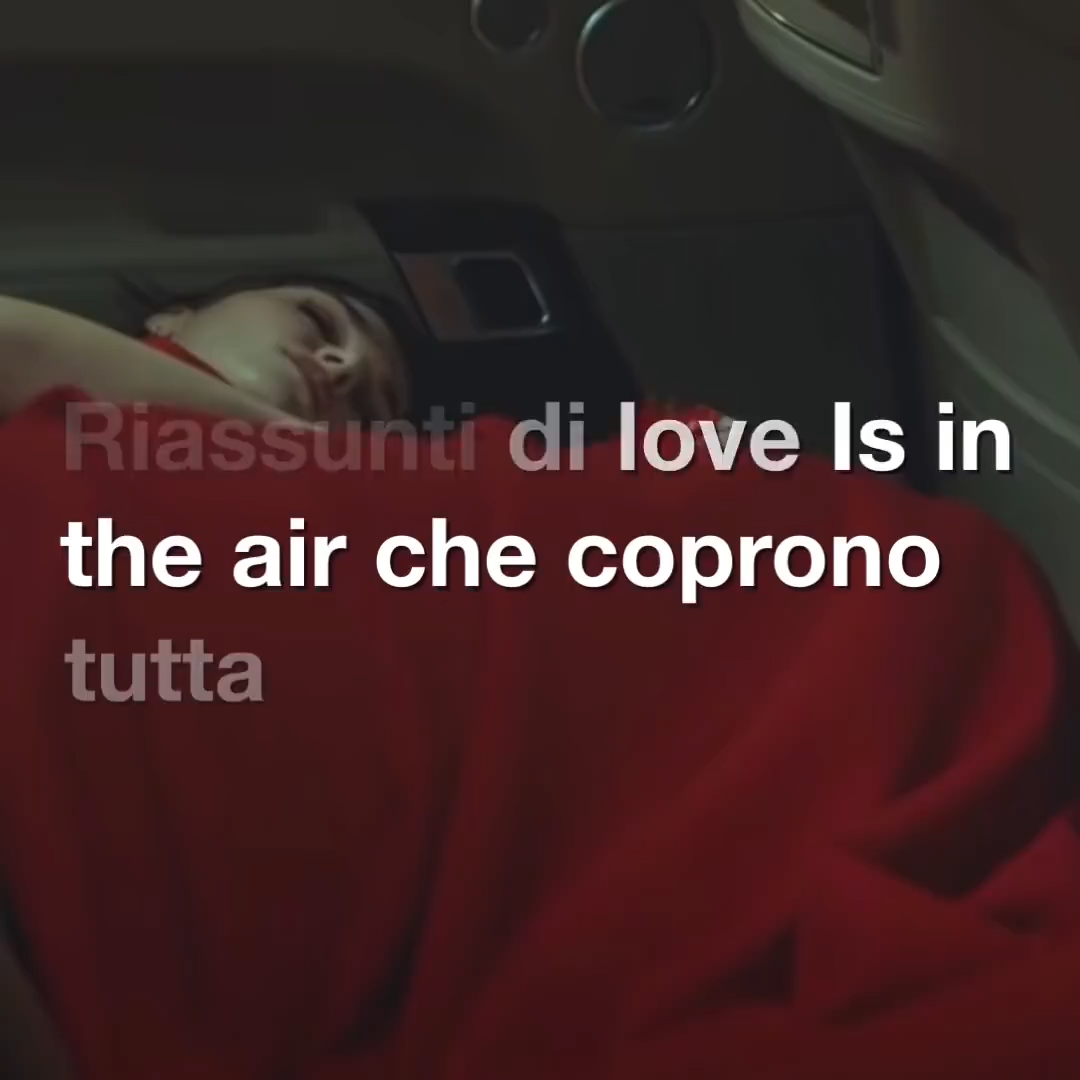 Riassunti di love Is in
the air che coprono
tutta